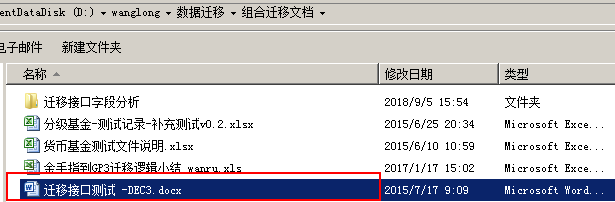 entDataDisk (D:) ▸ wanglong ▸ 数据迁移 ▸ 组合迁移文档 ▸
电子邮件 新建文件夹
名称 修改日期 类型
迁移接口字段分析 2018/9/5 15:54 文件夹
分级基金-测试记录-补充测试v0.2.xlsx 2015/6/25 20:34 Microsoft Exce...
货币基金测试文件说明.xlsx 2015/6/10 10:59 Microsoft Exce...
金手指到GP3迁移逻辑小结_wanru.xls 2017/1/17 15:02 Microsoft Exce...
迁移接口测试 -DEC3.docx 2015/7/17 9:09 Microsoft Word...